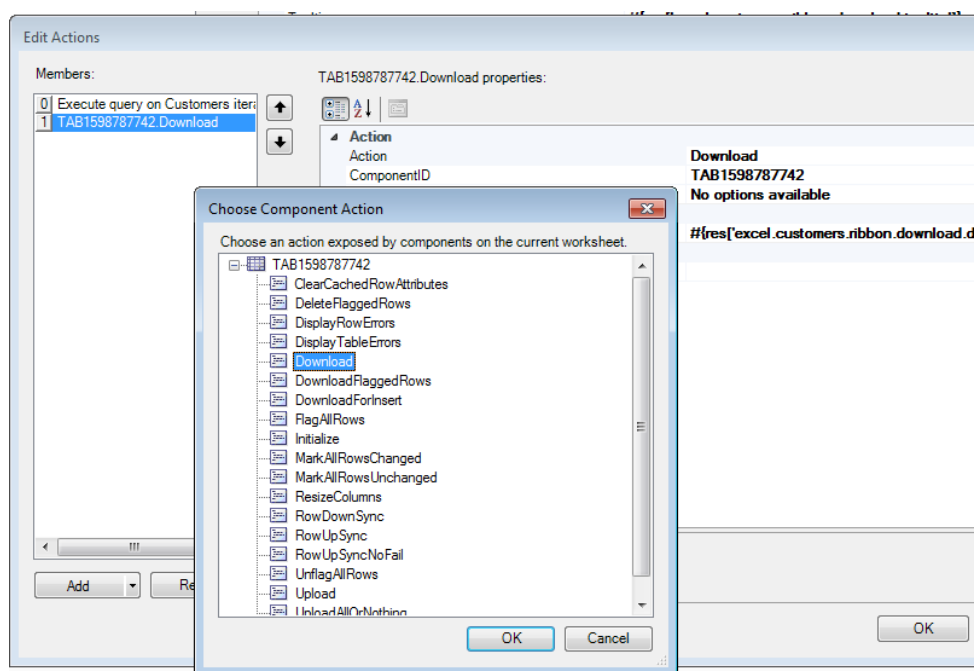 Edit Actions
Members:
TAB1598787742.Download properties:
0 Execute query on Customers itera
1 TAB1598787742.Download
Action
Action Download
ComponentID TAB1598787742
No options available
#{res['excel.customers.ribbon.download.d
Choose Component Action
Choose an action exposed by components on the current worksheet.
TAB1598787742
ClearCachedRowAttributes
DeleteFlaggedRows
DisplayRowErrors
DisplayTableErrors
Download
DownloadFlaggedRows
DownloadForInsert
FlagAllRows
Initialize
MarkAllRowsChanged
MarkAllRowsUnchanged
ResizeColumns
RowDownSync
RowUpSync
RowUpSyncNoFail
UnflagAllRows
Upload
UploadAllOrNothing
Add
Re
OK
Cancel
OK